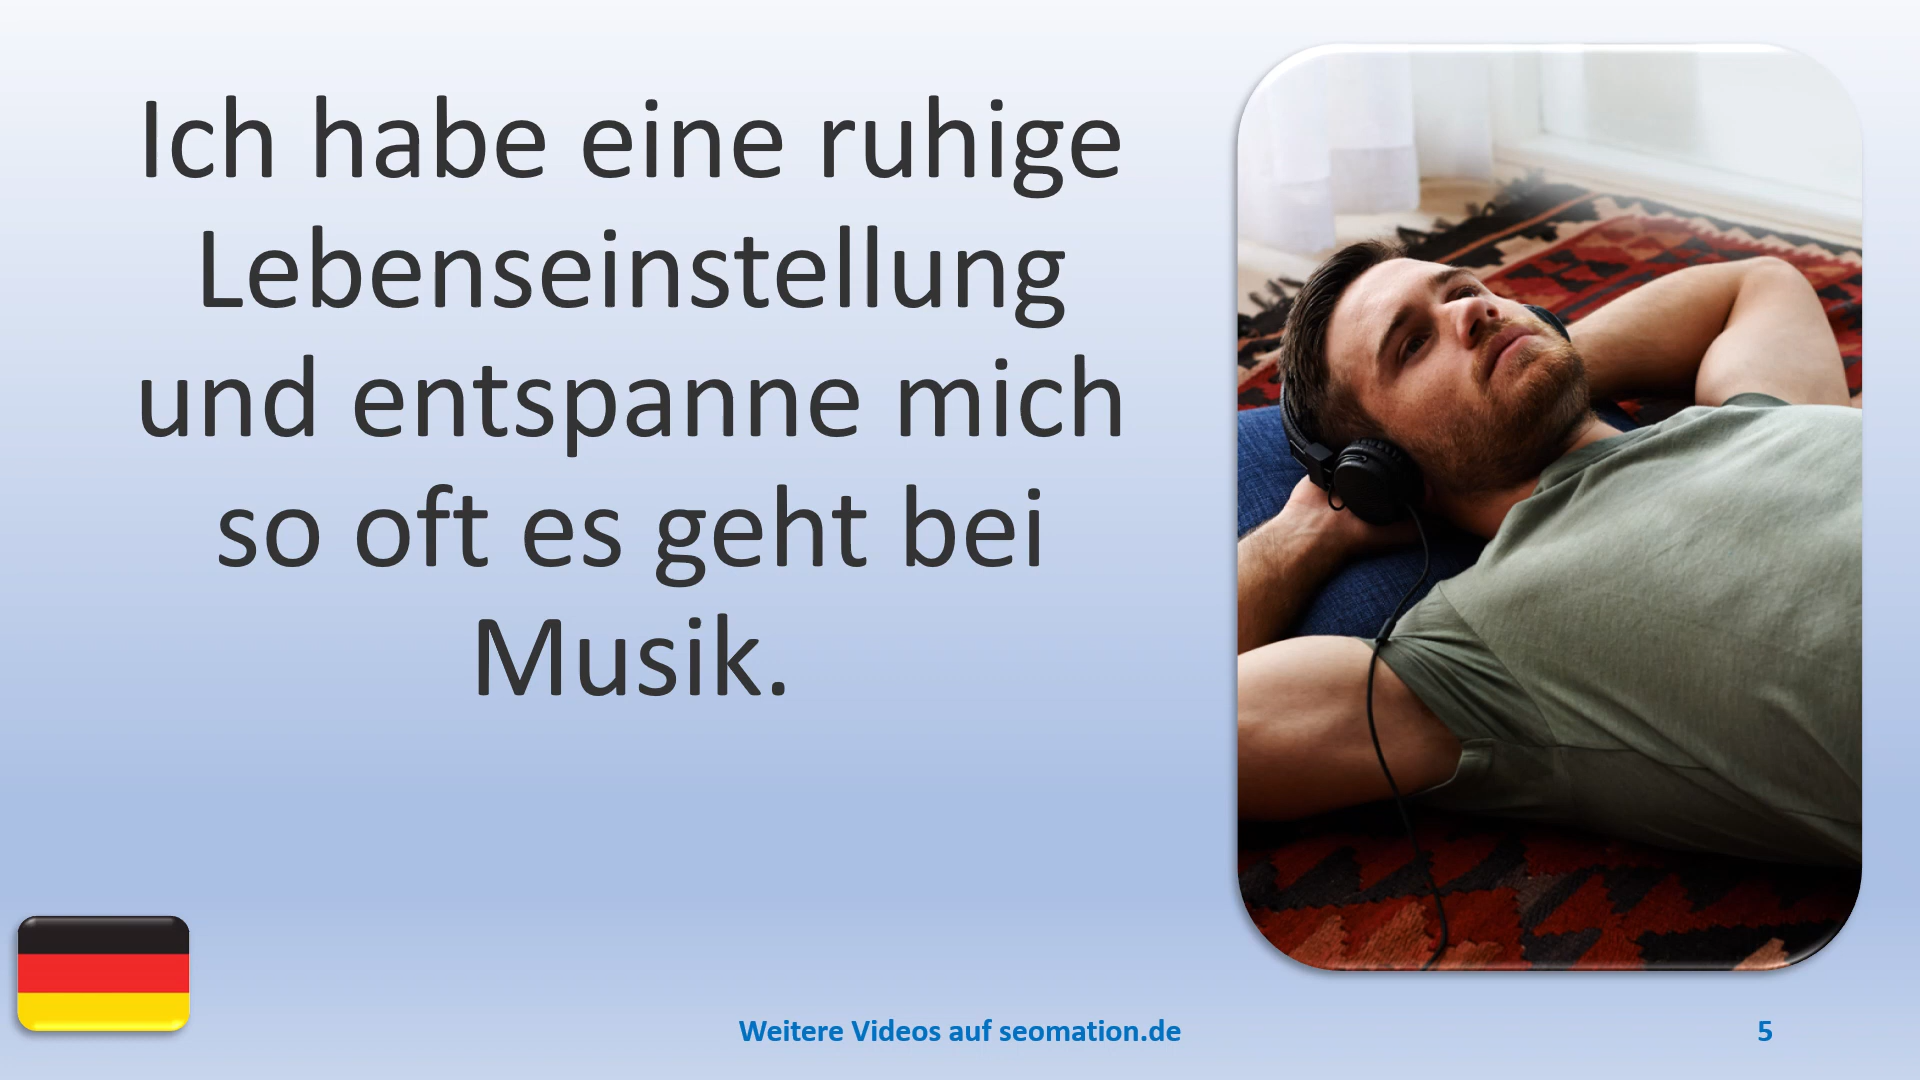 Ich habe eine ruhige
Lebenseinstellung
und entspanne mich
so oft es geht bei
Musik.
Weitere Videos auf seomation.de
5